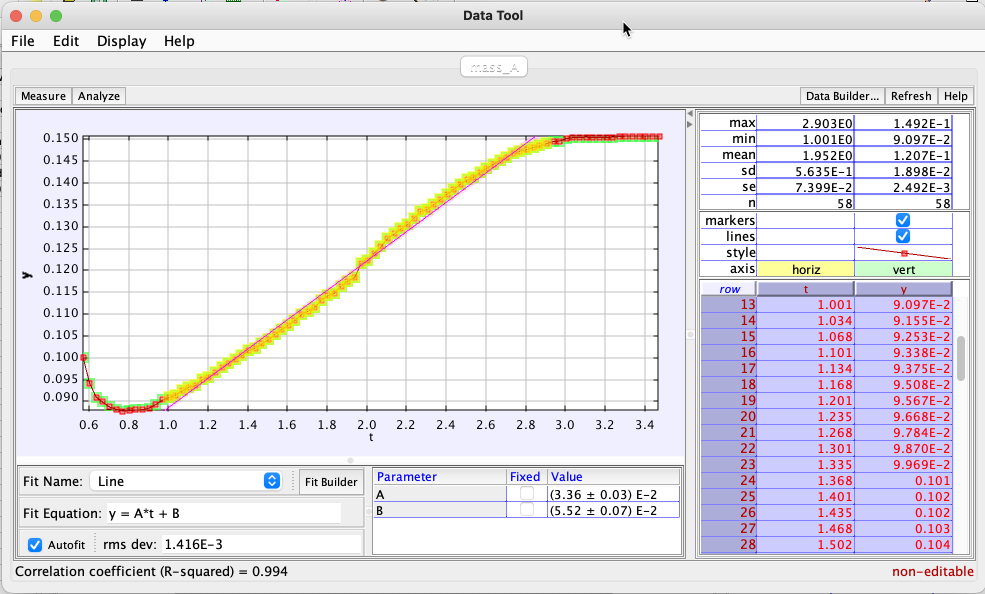 Data Tool
File Edit Display Help
mass_A
Measure Analyze Data Builder... Refresh Help
0.150
0.145
0.140
0.135
0.130
0.125
0.120
0.115
0.110
0.105
0.100
0.095
0.090
y
0.6 0.8 1.0 1.2 1.4 1.6 1.8 2.0 2.2 2.4 2.6 2.8 3.0 3.2 3.4
t
max 2.903E0 1.492E-1
min 1.001E0 9.097E-2
mean 1.952E0 1.207E-1
sd 5.635E-1 1.898E-2
se 7.399E-2 2.492E-3
n 58 58
markers
lines
style
axis horiz vert
row t y
13 1.001 9.097E-2
14 1.034 9.155E-2
15 1.068 9.253E-2
16 1.101 9.338E-2
17 1.134 9.375E-2
18 1.168 9.508E-2
19 1.201 9.567E-2
20 1.235 9.668E-2
21 1.268 9.784E-2
22 1.301 9.870E-2
23 1.335 9.969E-2
24 1.368 0.101
25 1.401 0.102
26 1.435 0.102
27 1.468 0.103
28 1.502 0.104
Fit Name: Line Fit Builder
Fit Equation: y = A*t + B
Autofit rms dev: 1.416E-3
Parameter Fixed Value
A (3.36 ± 0.03) E-2
B (5.52 ± 0.07) E-2
Correlation coefficient (R-squared) = 0.994
non-editable